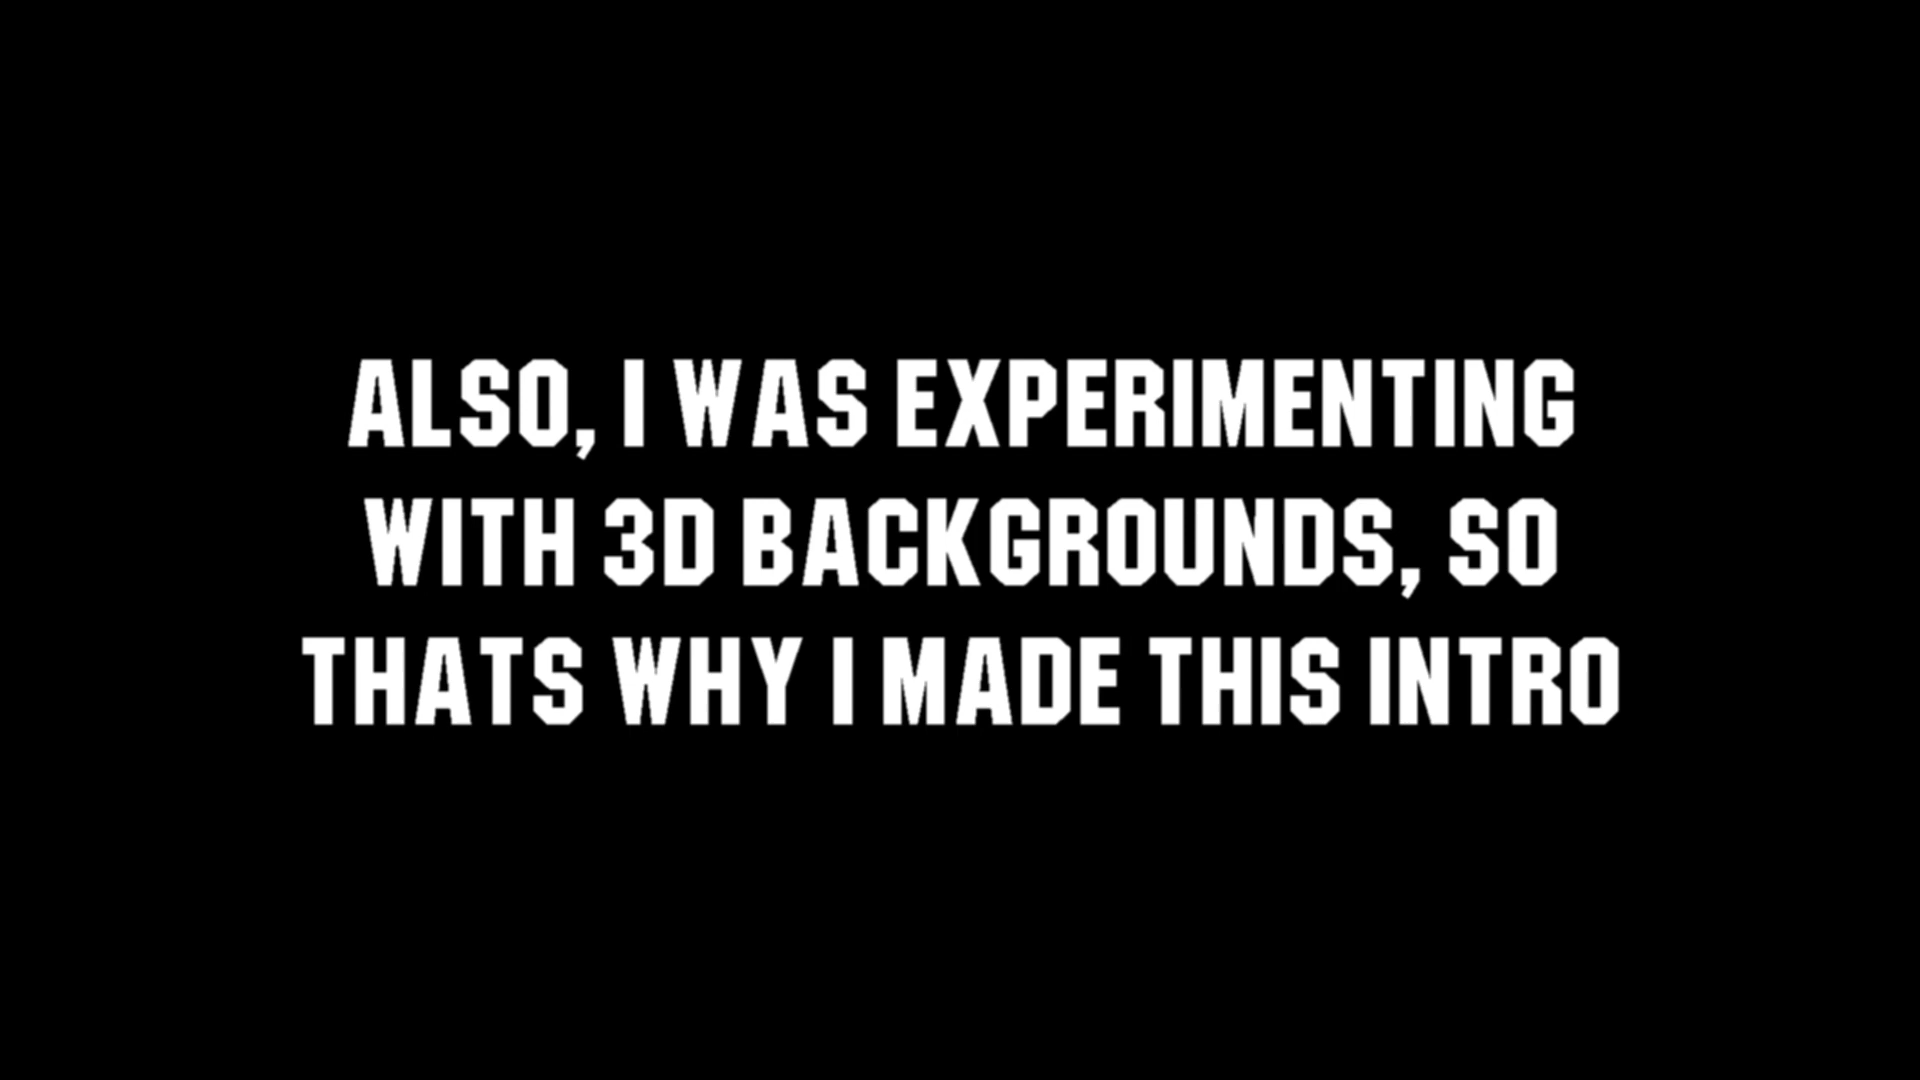 ALSO, I WAS EXPERIMENTING
WITH 3D BACKGROUNDS, SO
THATS WHY I MADE THIS INTRO